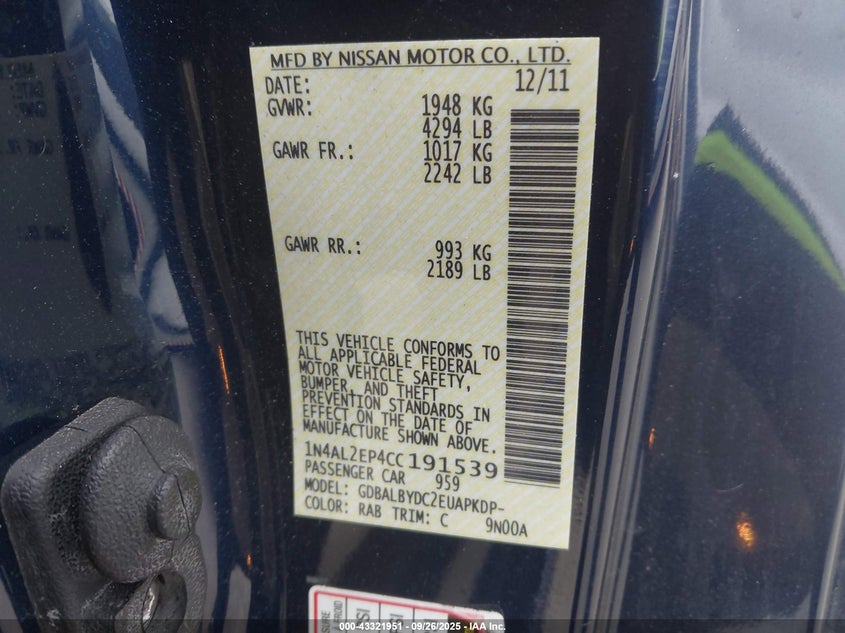 MFD BY NISSAN MOTOR CO., LTD.
DATE: 12/11
GVWR: 1948 KG
4294 LB
GAWR FR.: 1017 KG
2242 LB
GAWR RR.: 993 KG
2189 LB
THIS VEHICLE CONFORMS TO
ALL APPLICABLE FEDERAL
MOTOR VEHICLE SAFETY,
BUMPER, AND THEFT
PREVENTION STANDARDS IN
EFFECT ON THE DATE OF
MANUFACTURE SHOWN ABOVE.
1N4AL2EP4CC191539
PASSENGER CAR 959
MODEL: GDBALBYDC2EUAPKDP-
COLOR: RAB TRIM: C 9N00A
000-43321951 - 09/26/2025 - IAA Inc.